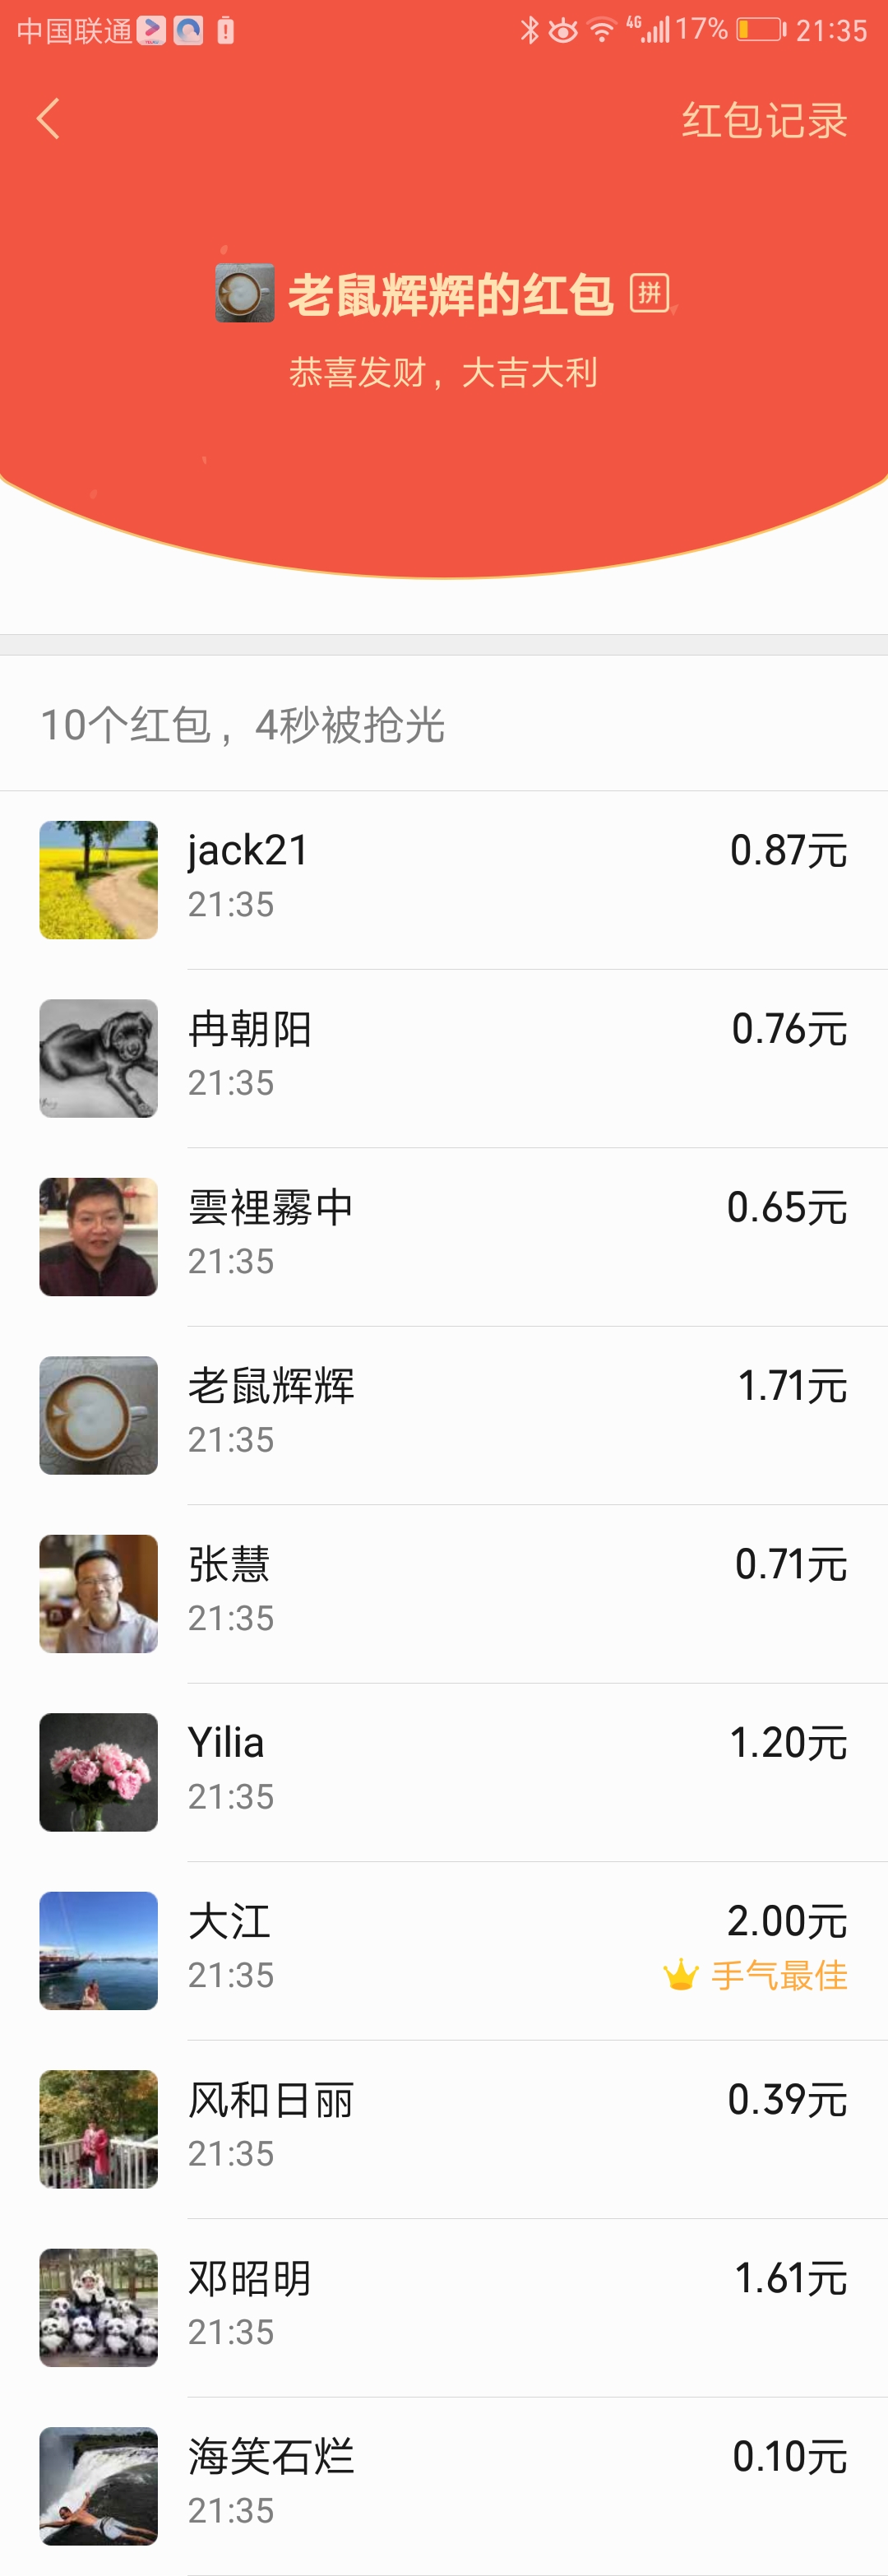 中国联通 4G 17% 21:35
红包记录
老鼠辉辉的红包 拼
恭喜发财，大吉大利
10个红包，4秒被抢光
jack21 0.87元
21:35
冉朝阳 0.76元
21:35
雲裡霧中 0.65元
21:35
老鼠辉辉 1.71元
21:35
张慧 0.71元
21:35
Yilia 1.20元
21:35
大江 2.00元
21:35 手气最佳
风和日丽 0.39元
21:35
邓昭明 1.61元
21:35
海笑石烂 0.10元
21:35